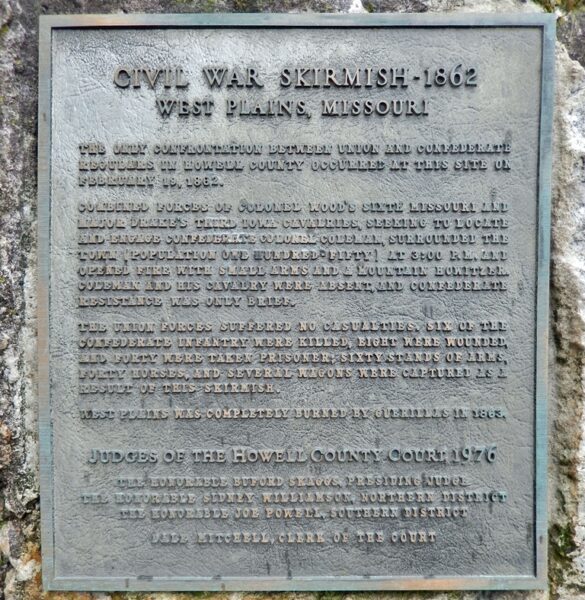 CIVIL WAR SKIRMISH-1862
WEST PLAINS, MISSOURI
THE ONLY CONFRONTATION BETWEEN UNION AND CONFEDERATE
REGULARS IN HOWELL COUNTY OCCURRED AT THIS SITE ON
FEBRUARY 19, 1862.
COMBINED FORCES OF COLONEL WOOD'S SIXTH MISSOURI AND
MAJOR DRAKE'S THIRD IOWA CAVALRIES, SEEKING TO LOCATE
AND ENGAGE CONFEDERATE COLONEL COLEMAN, SURROUNDED THE
TOWN [POPULATION ONE HUNDRED-FIFTY] AT 3:00 P.M. AND
OPENED FIRE WITH SMALL ARMS AND A MOUNTAIN HOWITZER.
COLEMAN AND HIS CAVALRY WERE ABSENT, AND CONFEDERATE
RESISTANCE WAS ONLY BRIEF.
THE UNION FORCES SUFFERED NO CASUALTIES. SIX OF THE
CONFEDERATE INFANTRY WERE KILLED, EIGHT WERE WOUNDED
AND FORTY WERE TAKEN PRISONER; SIXTY STANDS OF ARMS,
FORTY HORSES, AND SEVERAL WAGONS WERE CAPTURED AS A
RESULT OF THIS SKIRMISH.
WEST PLAINS WAS COMPLETELY BURNED BY GUERILLAS IN 1863.
JUDGES OF THE HOWELL COUNTY COURT 1976
THE HONORABLE BUFORD SKAGGS, PRESIDING JUDGE
THE HONORABLE SIDNEY WILLIAMSON, NORTHERN DISTRICT
THE HONORABLE JOE POWELL, SOUTHERN DISTRICT
MITCHELL, CLERK OF THE COURT